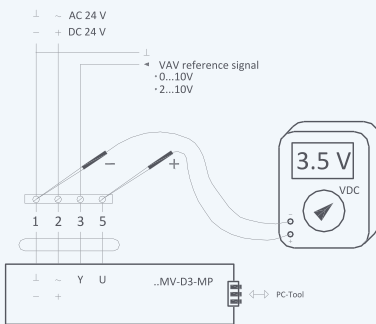 ⊥ ~ AC 24 V
− + DC 24 V
⊥
VAV reference signal
· 0...10V
· 2...10V
− +
3.5 V
VDC
−
+
1 2 3 5
⊥ ~ Y U
− +
..MV-D3-MP
PC-Tool